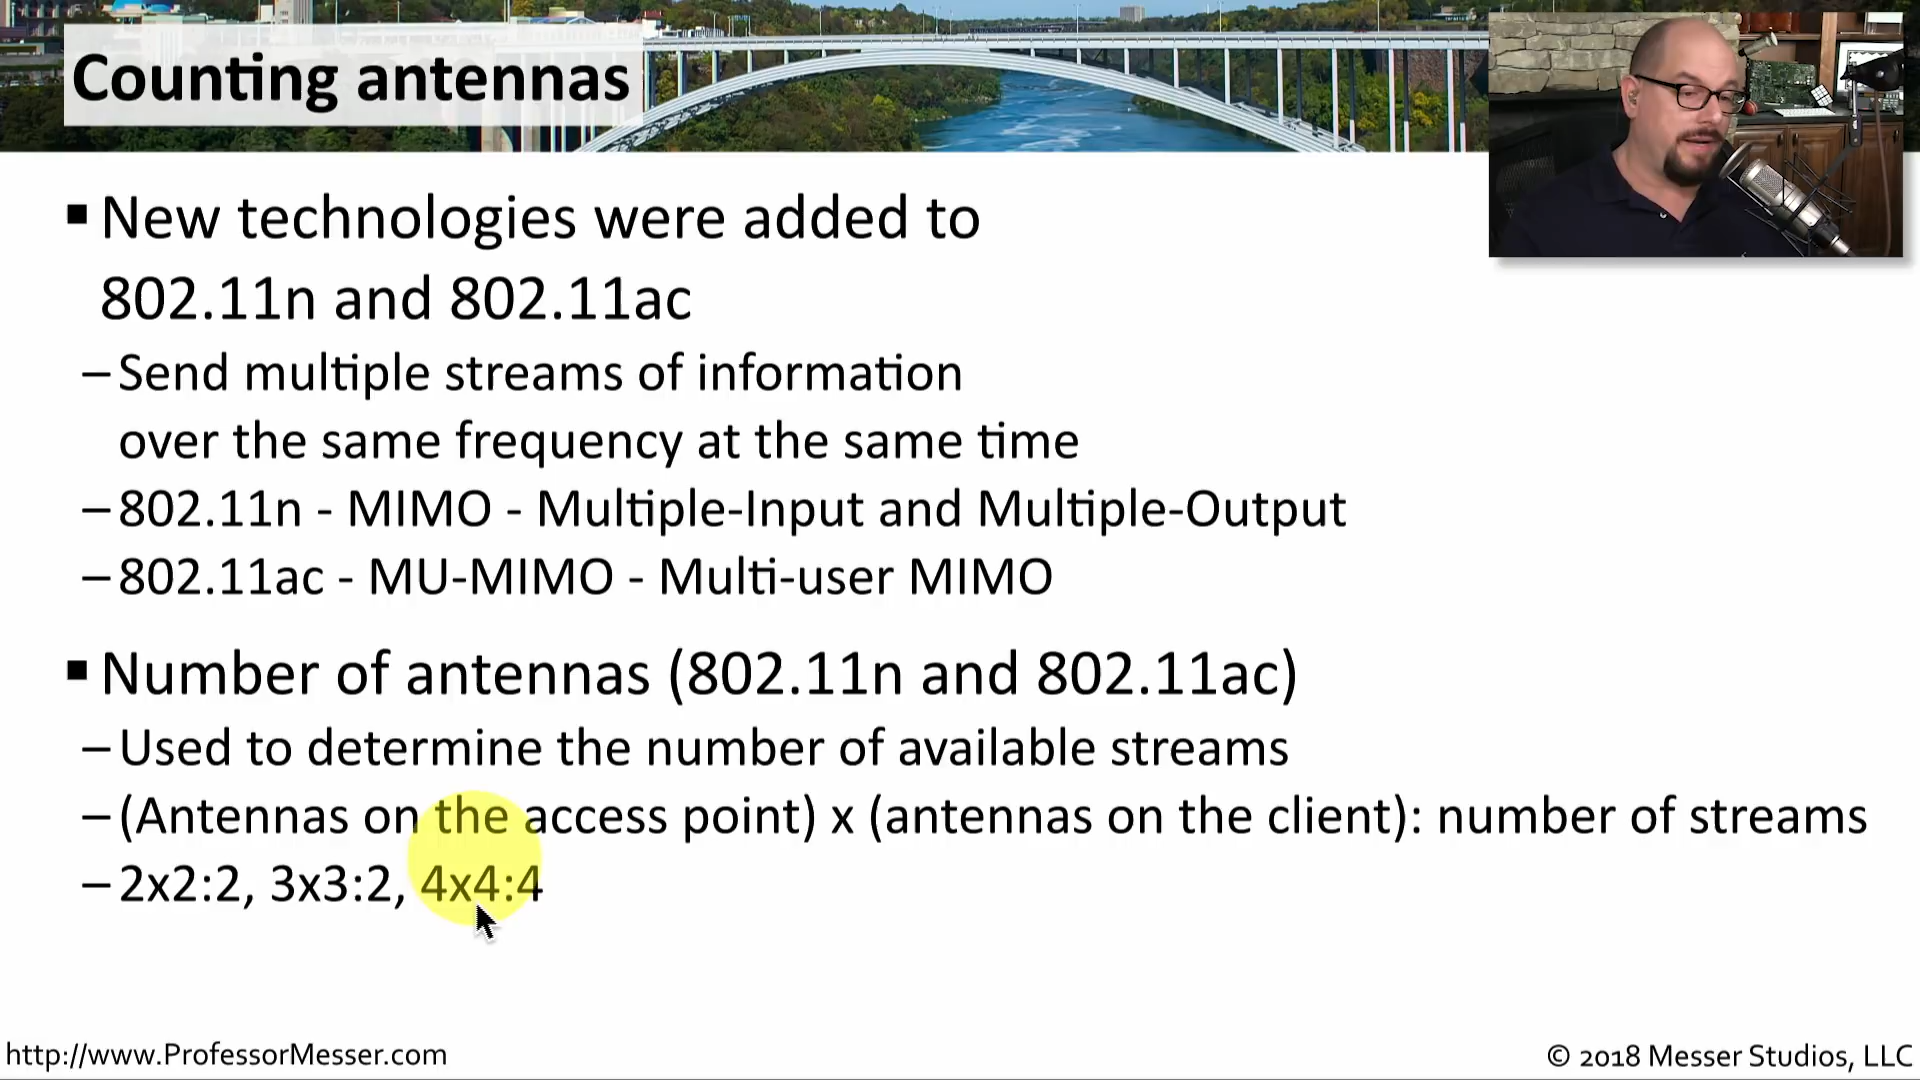 Counting antennas
▪ New technologies were added to
802.11n and 802.11ac
– Send multiple streams of information
over the same frequency at the same time
– 802.11n - MIMO - Multiple-Input and Multiple-Output
– 802.11ac - MU-MIMO - Multi-user MIMO
▪ Number of antennas (802.11n and 802.11ac)
– Used to determine the number of available streams
– (Antennas on the access point) x (antennas on the client): number of streams
– 2x2:2, 3x3:2, 4x4:4
http://www.ProfessorMesser.com
© 2018 Messer Studios, LLC